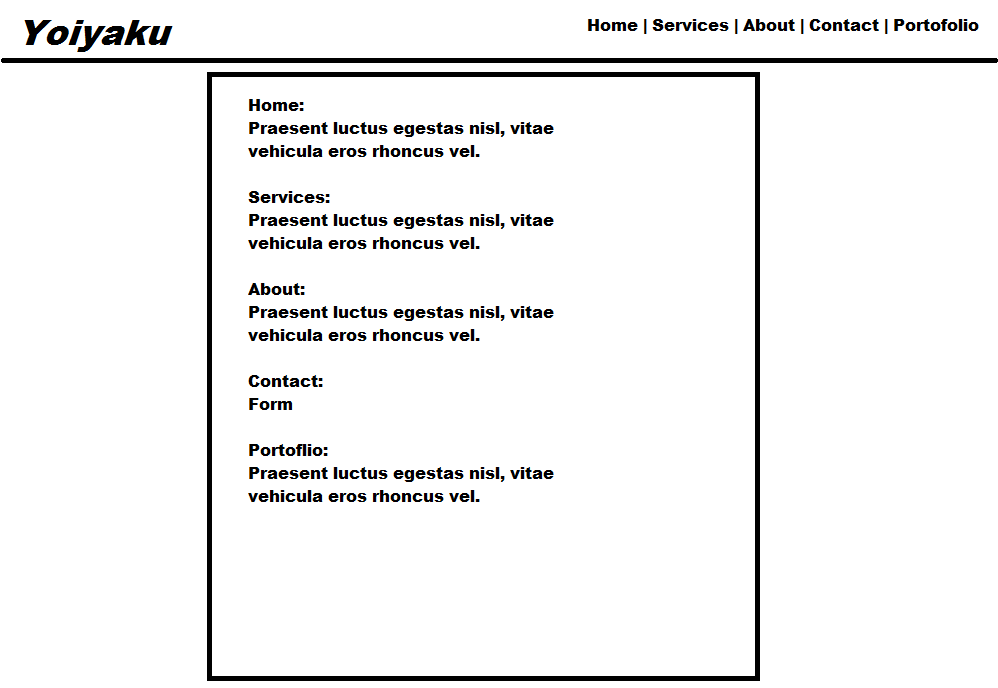 Yoiyaku
Home | Services | About | Contact | Portofolio
Home:
Praesent luctus egestas nisl, vitae
vehicula eros rhoncus vel.
Services:
Praesent luctus egestas nisl, vitae
vehicula eros rhoncus vel.
About:
Praesent luctus egestas nisl, vitae
vehicula eros rhoncus vel.
Contact:
Form
Portoflio:
Praesent luctus egestas nisl, vitae
vehicula eros rhoncus vel.